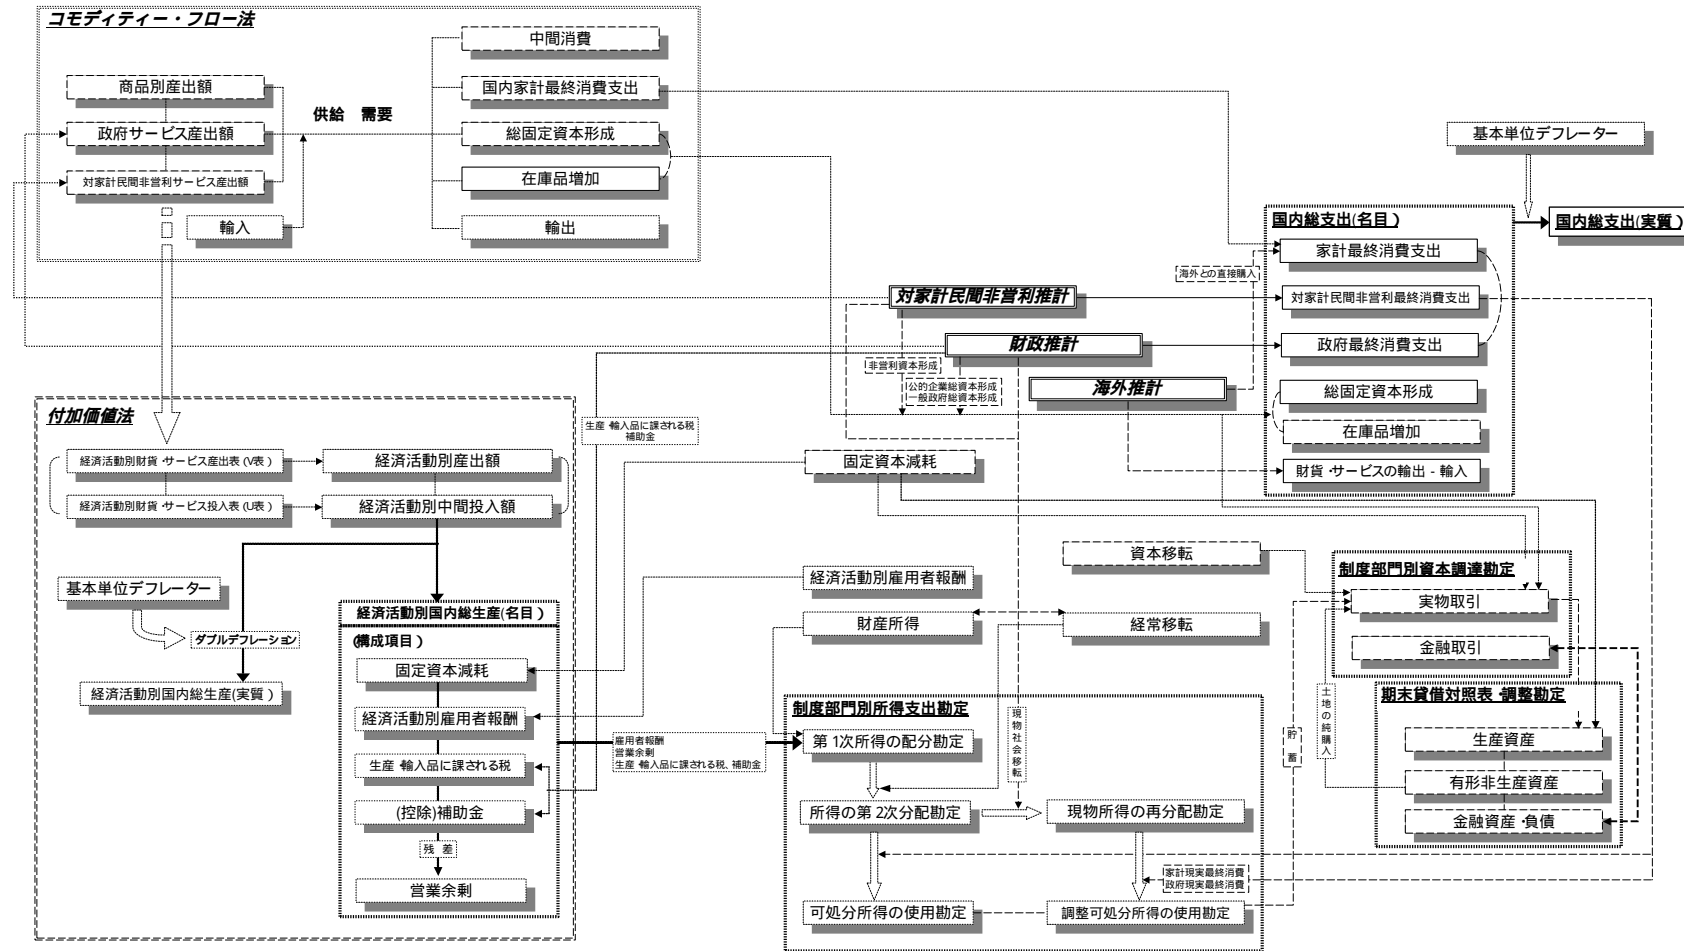 コモディティー・フロー法
中間消費
商品別産出額
国内家計最終消費支出
供給 需要
政府サービス産出額
総固定資本形成
対家計民間非営利サービス産出額
在庫品増加
輸入
輸出
基本単位デフレーター
国内総支出(名目)
国内総支出(実質)
家計最終消費支出
海外との直接購入
対家計民間非営利推計
対家計民間非営利最終消費支出
財政推計
政府最終消費支出
非営利資本形成
公的企業総資本形成
一般政府総資本形成
海外推計
総固定資本形成
在庫品増加
財貨・サービスの輸出 - 輸入
付加価値法
生産・輸入品に課される税
補助金
経済活動別財貨・サービス産出表(V表)
経済活動別産出額
固定資本減耗
経済活動別財貨・サービス投入表(U表)
経済活動別中間投入額
資本移転
制度部門別資本調達勘定
基本単位デフレーター
経済活動別雇用者報酬
実物取引
経済活動別国内総生産(名目)
財産所得
経常移転
ダブルデフレーション
(構成項目)
金融取引
固定資本減耗
経済活動別国内総生産(実質)
土地の純購入
期末貸借対照表・調整勘定
制度部門別所得支出勘定
現物社会移転
経済活動別雇用者報酬
貯蓄
生産資産
雇用者報酬
営業余剰
生産・輸入品に課される税、補助金
第1次所得の配分勘定
生産・輸入品に課される税
有形非生産資産
(控除)補助金
所得の第2次分配勘定
現物所得の再分配勘定
金融資産・負債
残差
家計現実最終消費
政府現実最終消費
営業余剰
可処分所得の使用勘定
調整可処分所得の使用勘定